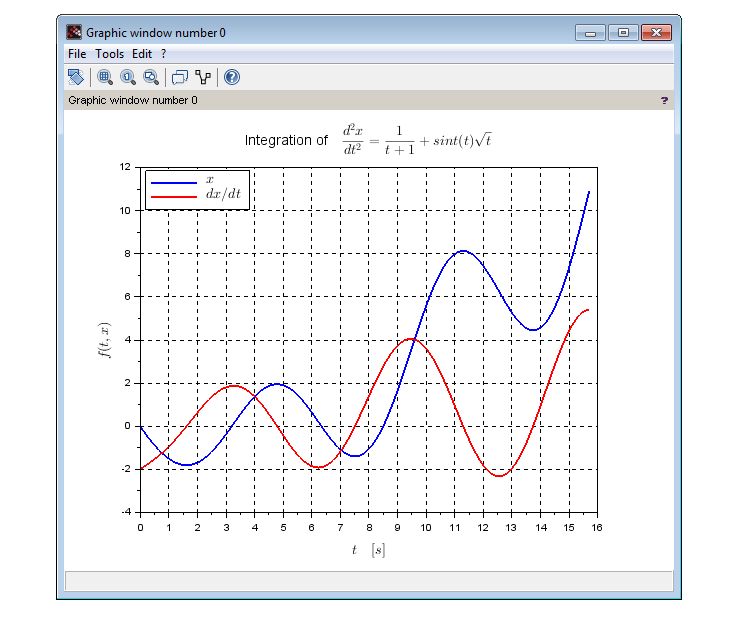 Graphic window number 0
File Tools Edit ?
Graphic window number 0 ?
Integration of d²x/dt² = 1/(t + 1) + sint(t)√t
x
dx/dt
12
10
8
6
4
2
0
-2
-4
f(t, x)
0 1 2 3 4 5 6 7 8 9 10 11 12 13 14 15 16
t [s]